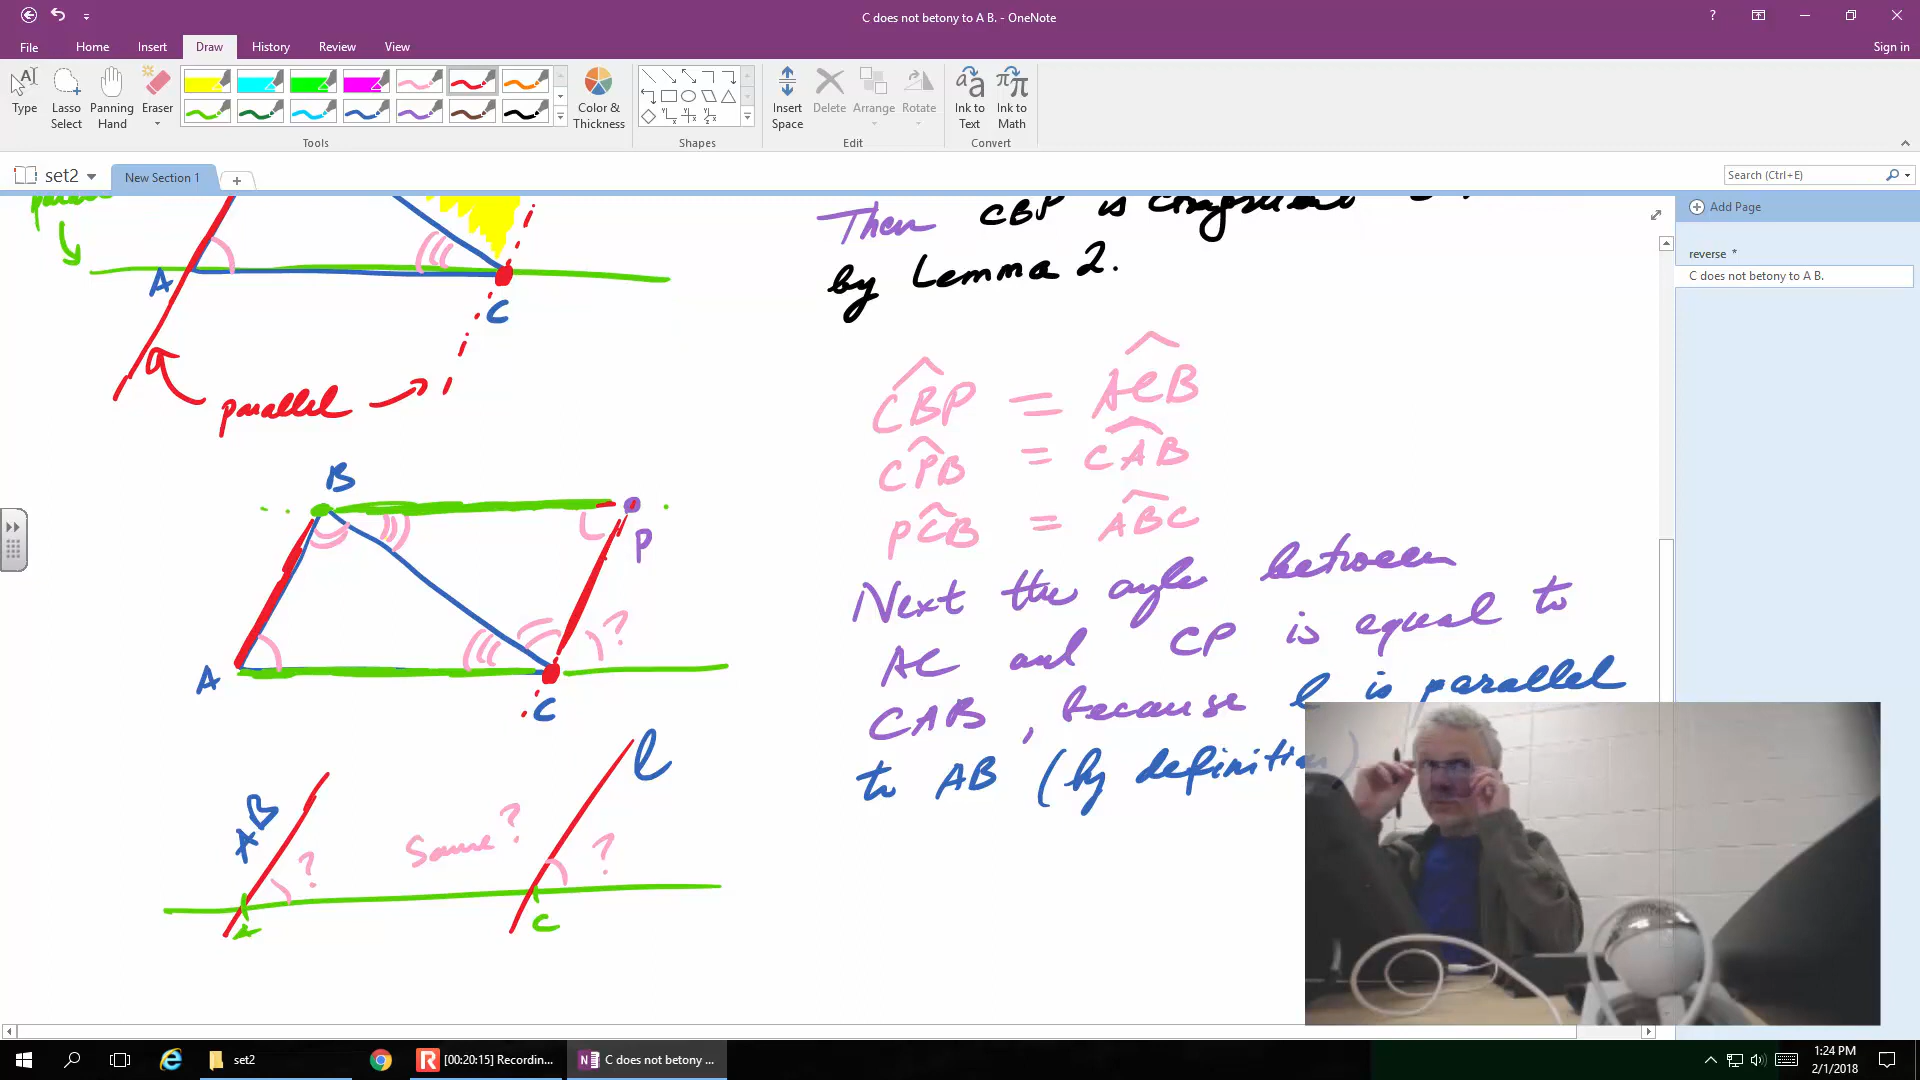 C does not betony to A B. - OneNote
File
Home
Insert
Draw
History
Review
View
Sign in
Type
Lasso Select
Panning Hand
Eraser
Color & Thickness
Insert Space
Delete
Arrange
Rotate
Ink to Text
Ink to Math
Tools
Shapes
Edit
Convert
set2
New Section 1
Search (Ctrl+E)
Add Page
reverse *
C does not betony to A B.
A
C
parallel
B
P
?
A
C
AB
?
Same?
?
l
C
Then CBP is
by Lemma 2.
CBP = ACB
CPB = CAB
PCB = ABC
Next the angle between
AC and CP is equal to
CAB, because l is parallel
to AB (by definition)
set2
[00:20:15] Recordin...
C does not betony ...
1:24 PM
2/1/2018